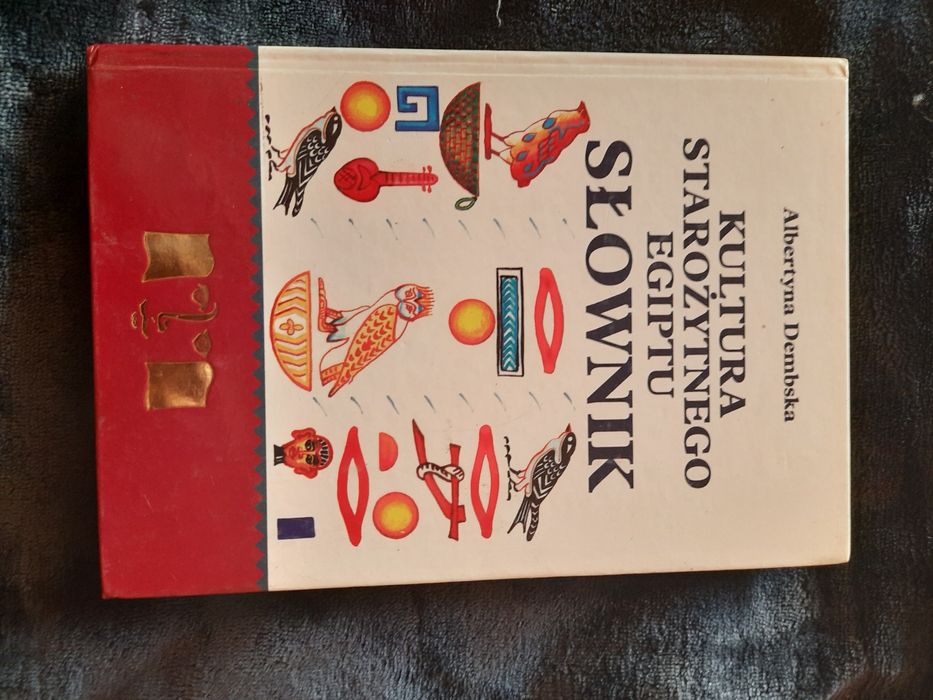 Albertyna Dembska
KULTURA
STAROŻYTNEGO
EGIPTU
SŁOWNIK